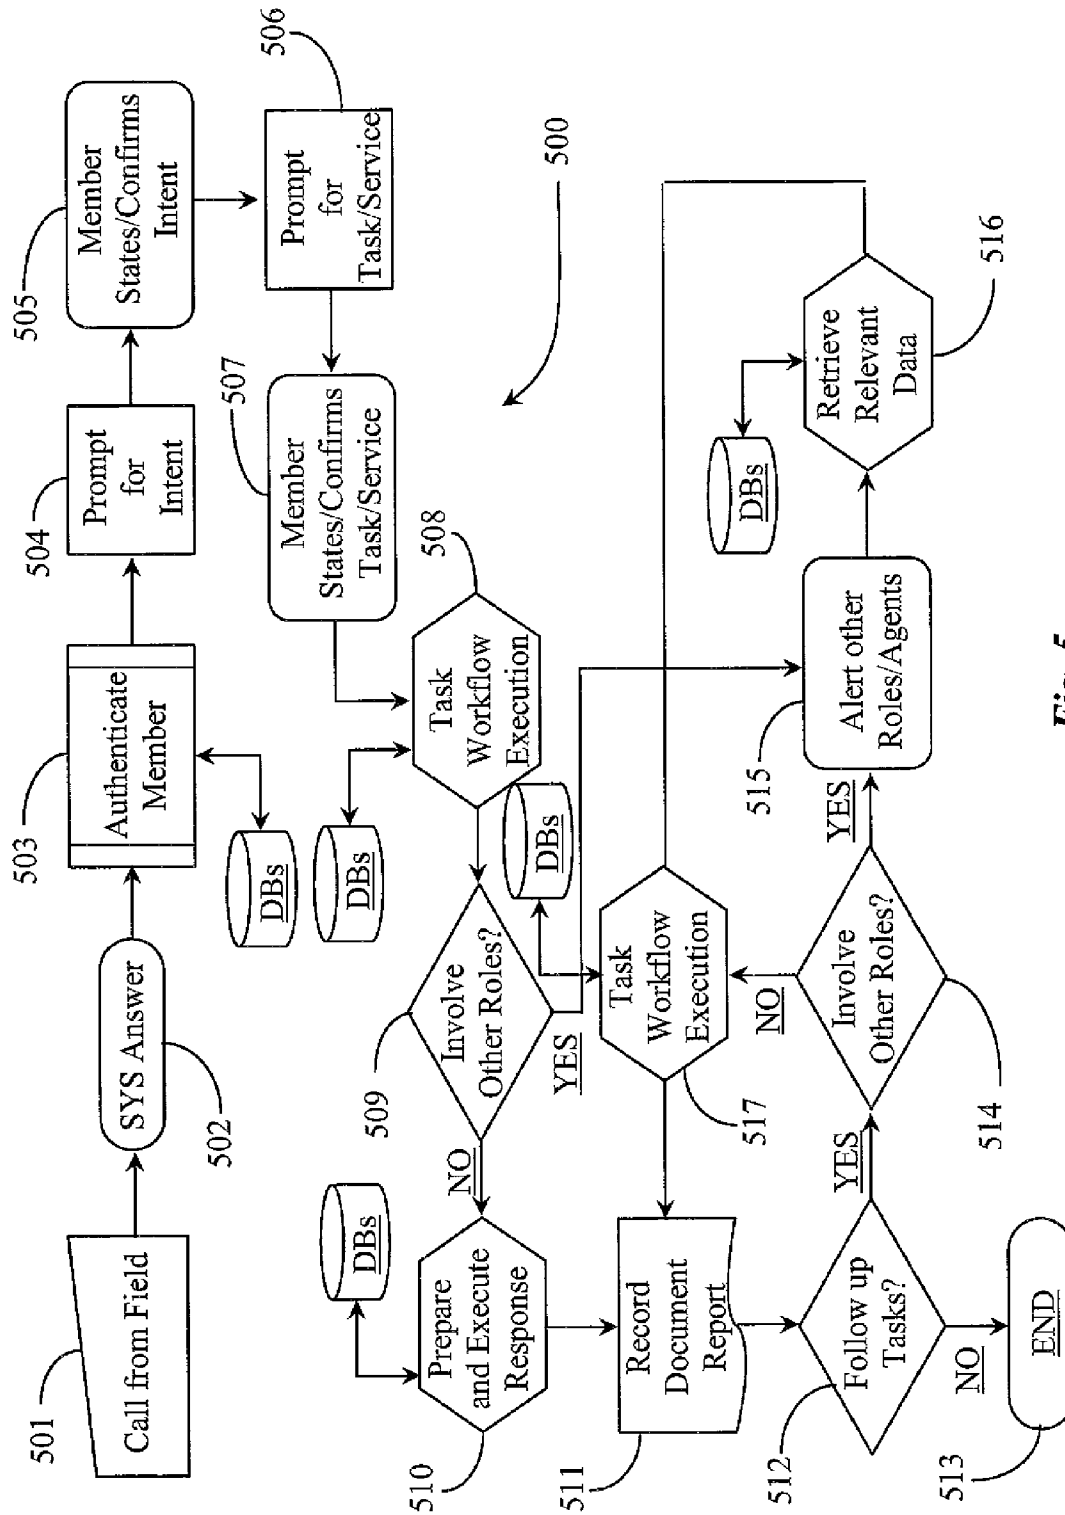 501
Call from Field
502
SYS Answer
503
Authenticate
Member
DBs
504
Prompt
for
Intent
505
Member
States/Confirms
Intent
506
Prompt
for
Task/Service
507
Member
States/Confirms
Task/Service
500
508
Task
Workflow
Execution
DBs
509
Involve
Other Roles?
NO
YES
510
Prepare
and Execute
Response
DBs
511
Record
Document
Report
512
Follow up
Tasks?
YES
NO
513
END
514
Involve
Other Roles?
YES
NO
515
Alert other
Roles/Agents
516
Retrieve
Relevant
Data
DBs
517
Task
Workflow
Execution
DBs